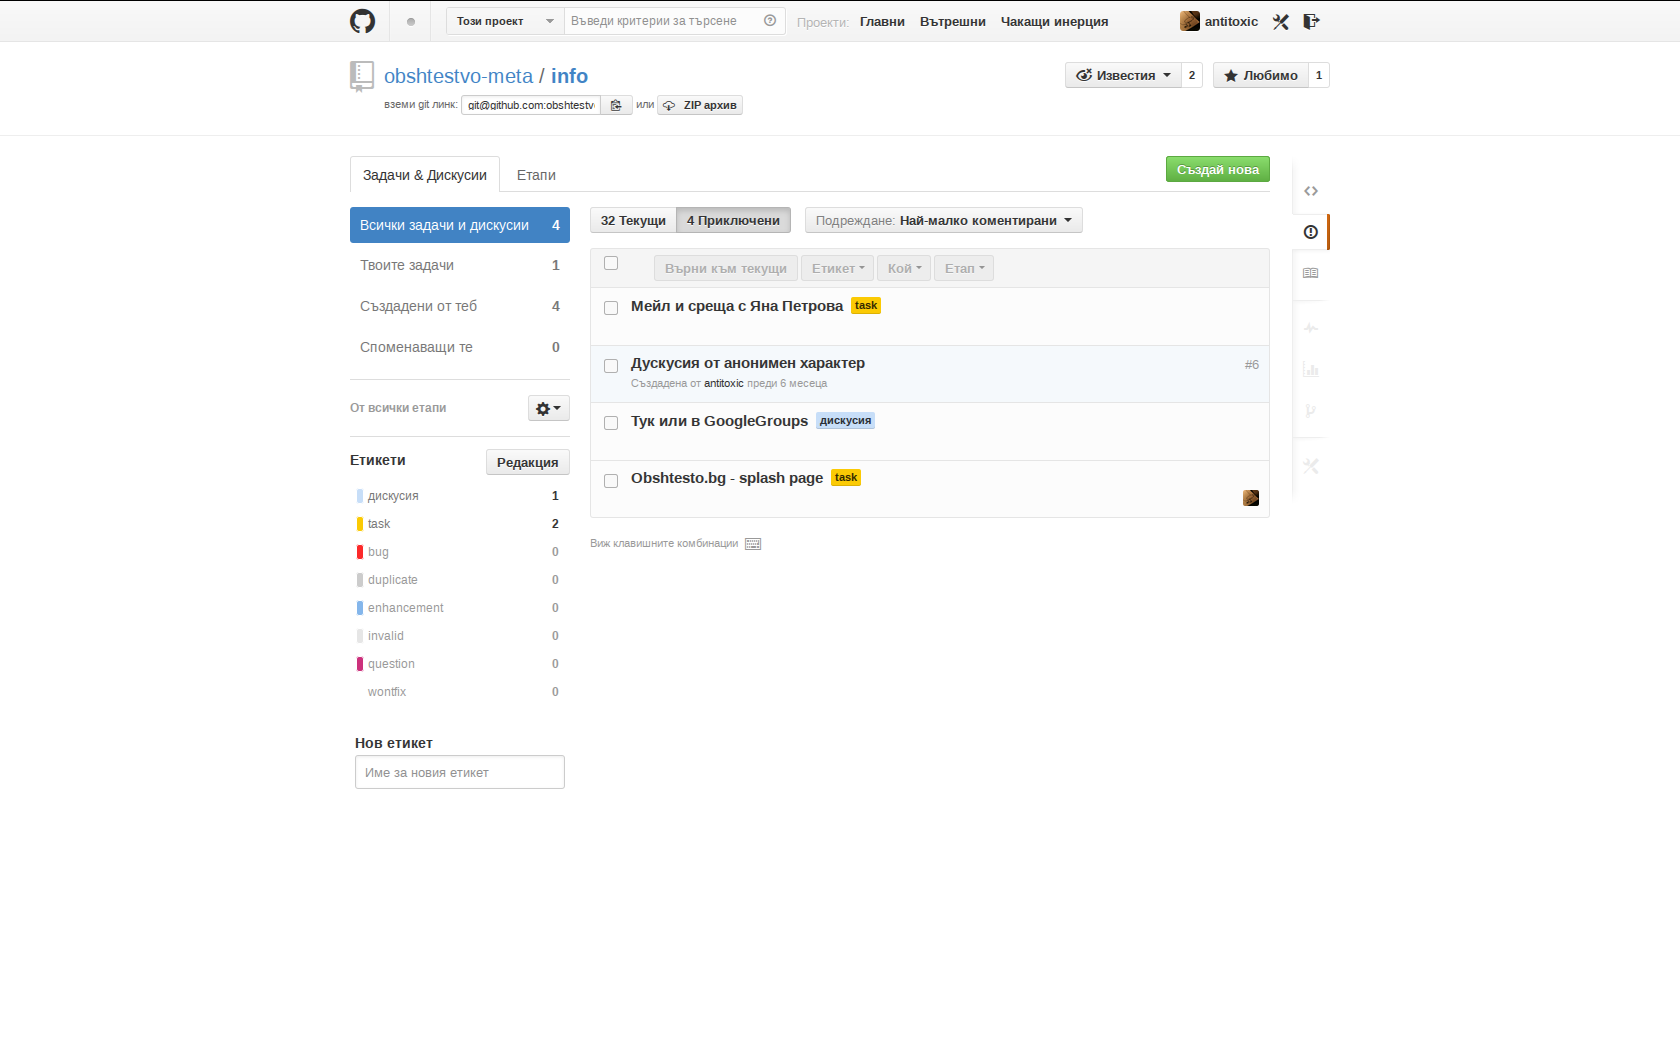 Този проект Въведи критерии за търсене Проекти: Главни Вътрешни Чакащи инерция antitoxic
obshtestvo-meta / info Известия 2 Любимо 1
вземи git линк: git@github.com:obshtestv или ZIP архив
Задачи & Дискусии Етапи Създай нова
Всички задачи и дискусии 4
Твоите задачи 1
Създадени от теб 4
Споменаващи те 0
От всички етапи
Етикети Редакция
дискусия 1
task 2
bug 0
duplicate 0
enhancement 0
invalid 0
question 0
wontfix 0
Нов етикет
Име за новия етикет
32 Текущи 4 Приключени Подреждане: Най-малко коментирани
Върни към текущи Етикет Кой Етап
Мейл и среща с Яна Петрова task
Дускусия от анонимен характер #6
Създадена от antitoxic преди 6 месеца
Тук или в GoogleGroups дискусия
Obshtesto.bg - splash page task
Виж клавишните комбинации